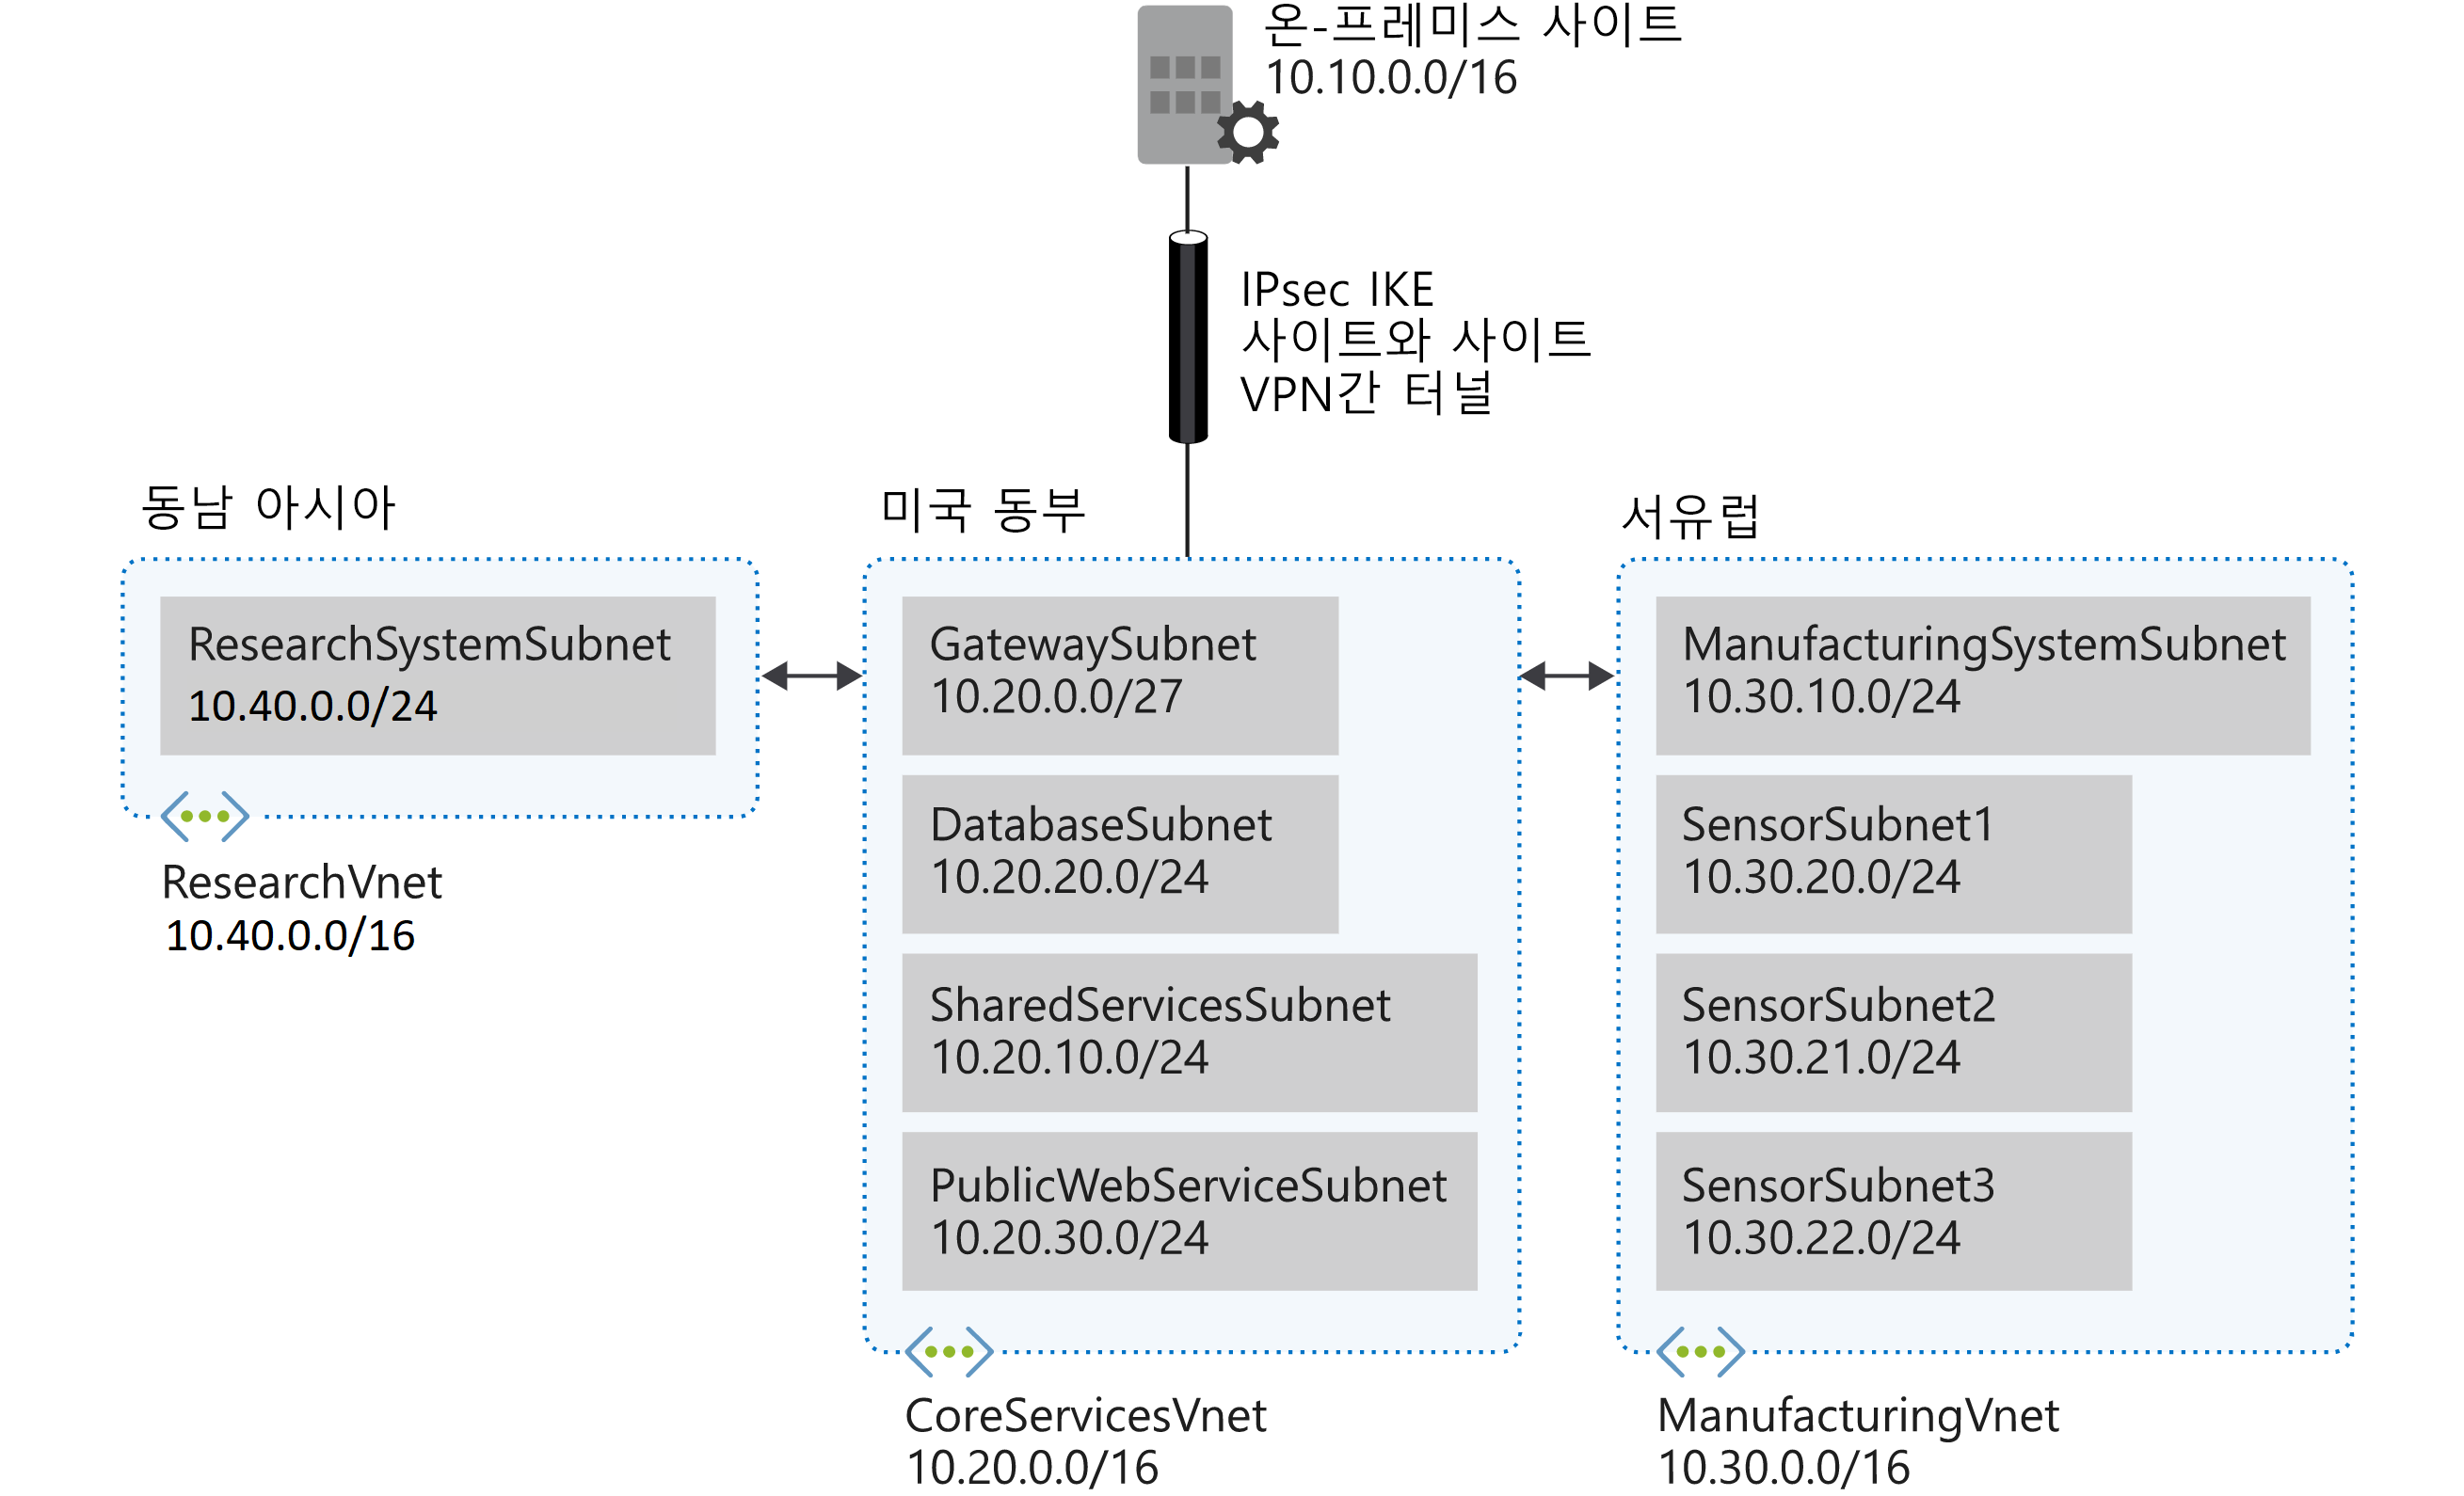 온-프레미스 사이트
10.10.0.0/16
IPsec IKE
사이트와 사이트
VPN간 터널
동남 아시아
ResearchSystemSubnet
10.40.0.0/24
ResearchVnet
10.40.0.0/16
미국 동부
GatewaySubnet
10.20.0.0/27
DatabaseSubnet
10.20.20.0/24
SharedServicesSubnet
10.20.10.0/24
PublicWebServiceSubnet
10.20.30.0/24
CoreServicesVnet
10.20.0.0/16
서유럽
ManufacturingSystemSubnet
10.30.10.0/24
SensorSubnet1
10.30.20.0/24
SensorSubnet2
10.30.21.0/24
SensorSubnet3
10.30.22.0/24
ManufacturingVnet
10.30.0.0/16